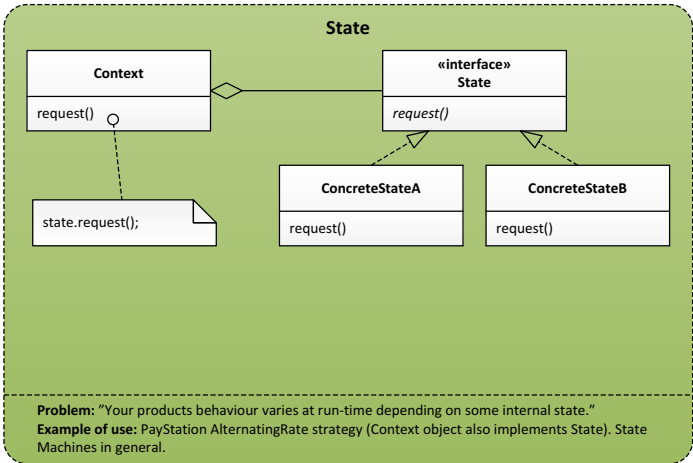 State
Context
request()
state.request();
«interface»
State
request()
ConcreteStateA
request()
ConcreteStateB
request()
Problem: ”Your products behaviour varies at run-time depending on some internal state.”
Example of use: PayStation AlternatingRate strategy (Context object also implements State). State
Machines in general.